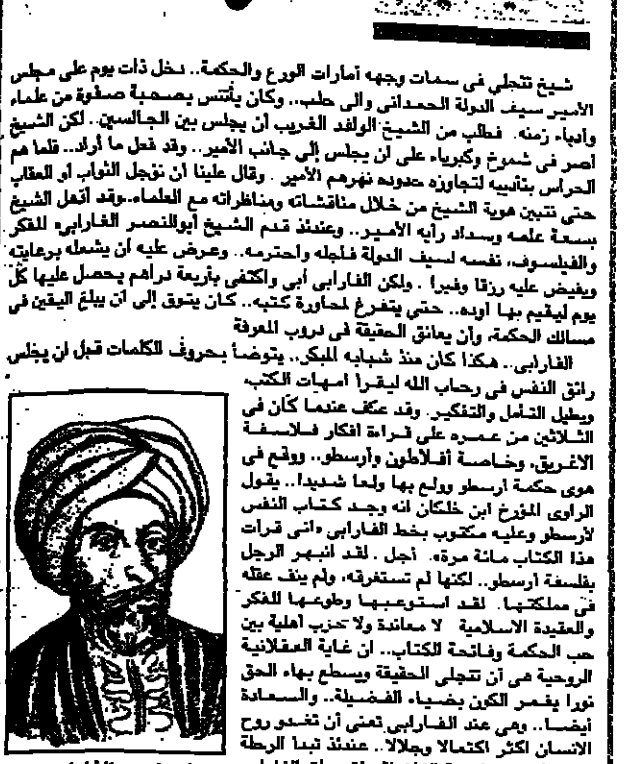 شيخ تتجلى فى سمات وجهه أمارات الورع والحكمة.. دخل ذات يوم على مجلس
الأمير سيف الدولة الحمدانى والى حلب.. وكان يأتنس بصحبة صفوة من علماء
وأدباء زمنه. فطلب من الشيخ الوافد الغريب أن يجلس بين الجالسين.. لكن الشيخ
أصر فى شموخ وكبرياء على أن يجلس إلى جانب الأمير.. وقد فعل ما أراد.. فلما هم
الحراس بتأديبه لتجاوزه حدوده نهرهم الأمير. وقال علينا أن نؤجل الثواب أو العقاب
حتى نتبين هوية الشيخ من خلال مناقشاته ومناظراته مع العلماء.. وقد أذهل الشيخ
بسعة علمه وسداد رأيه الأمير.. وعندئذ قدم الشيخ أبوالنصر الفارابى، المفكر
والفيلسوف، نفسه لسيف الدولة فأجله واحترمه.. وعرض عليه أن يشمله برعايته
ويفيض عليه رزقا وفيرا. ولكن الفارابى أبى واكتفى بأربعة دراهم يحصل عليها كل
يوم ليقيم بها أوده.. حتى يتفرغ لمحاورة كتبه.. كان يتوق إلى أن يبلغ اليقين فى
مسالك الحكمة، وأن يعانق الحقيقة فى دروب المعرفة
الفارابى.. هكذا كان منذ شبابه المبكر.. يتوضأ بحروف الكلمات قبل أن يجلس
رائق النفس فى رحاب الله ليقرأ أمهات الكتب،
ويطيل التأمل والتفكير. وقد عكف عندما كان فى
الثلاثين من عمره على قراءة أفكار فلاسفة
الاغريق، وخاصة أفلاطون وأرسطو.. ووقع فى
هوى حكمة أرسطو وولع بها ولعا شديدا.. يقول
الراوى المؤرخ ابن خلكان انه وجد كتاب النفس
لأرسطو وعليه مكتوب بخط الفارابى «انى قرأت
هذا الكتاب مائة مرة». أجل. لقد انبهر الرجل
بفلسفة أرسطو.. لكنها لم تستغرقه، ولم ينف عقله
فى مملكتها. لقد استوعبها وطوعها للفكر
والعقيدة الاسلامية لا معاندة ولا حرب أهلية بين
حب الحكمة وفاتحة الكتاب.. ان غاية العقلانية
الروحية هى أن تتجلى الحقيقة ويسطع بهاء الحق
نورا يغمر الكون بضياء الفضيلة.. والسعادة
أيضا.. وهى عند الفارابى تعنى أن تغدو روح
الانسان أكثر اكتمالا وجلالا.. عندئذ تبدأ الرحلة